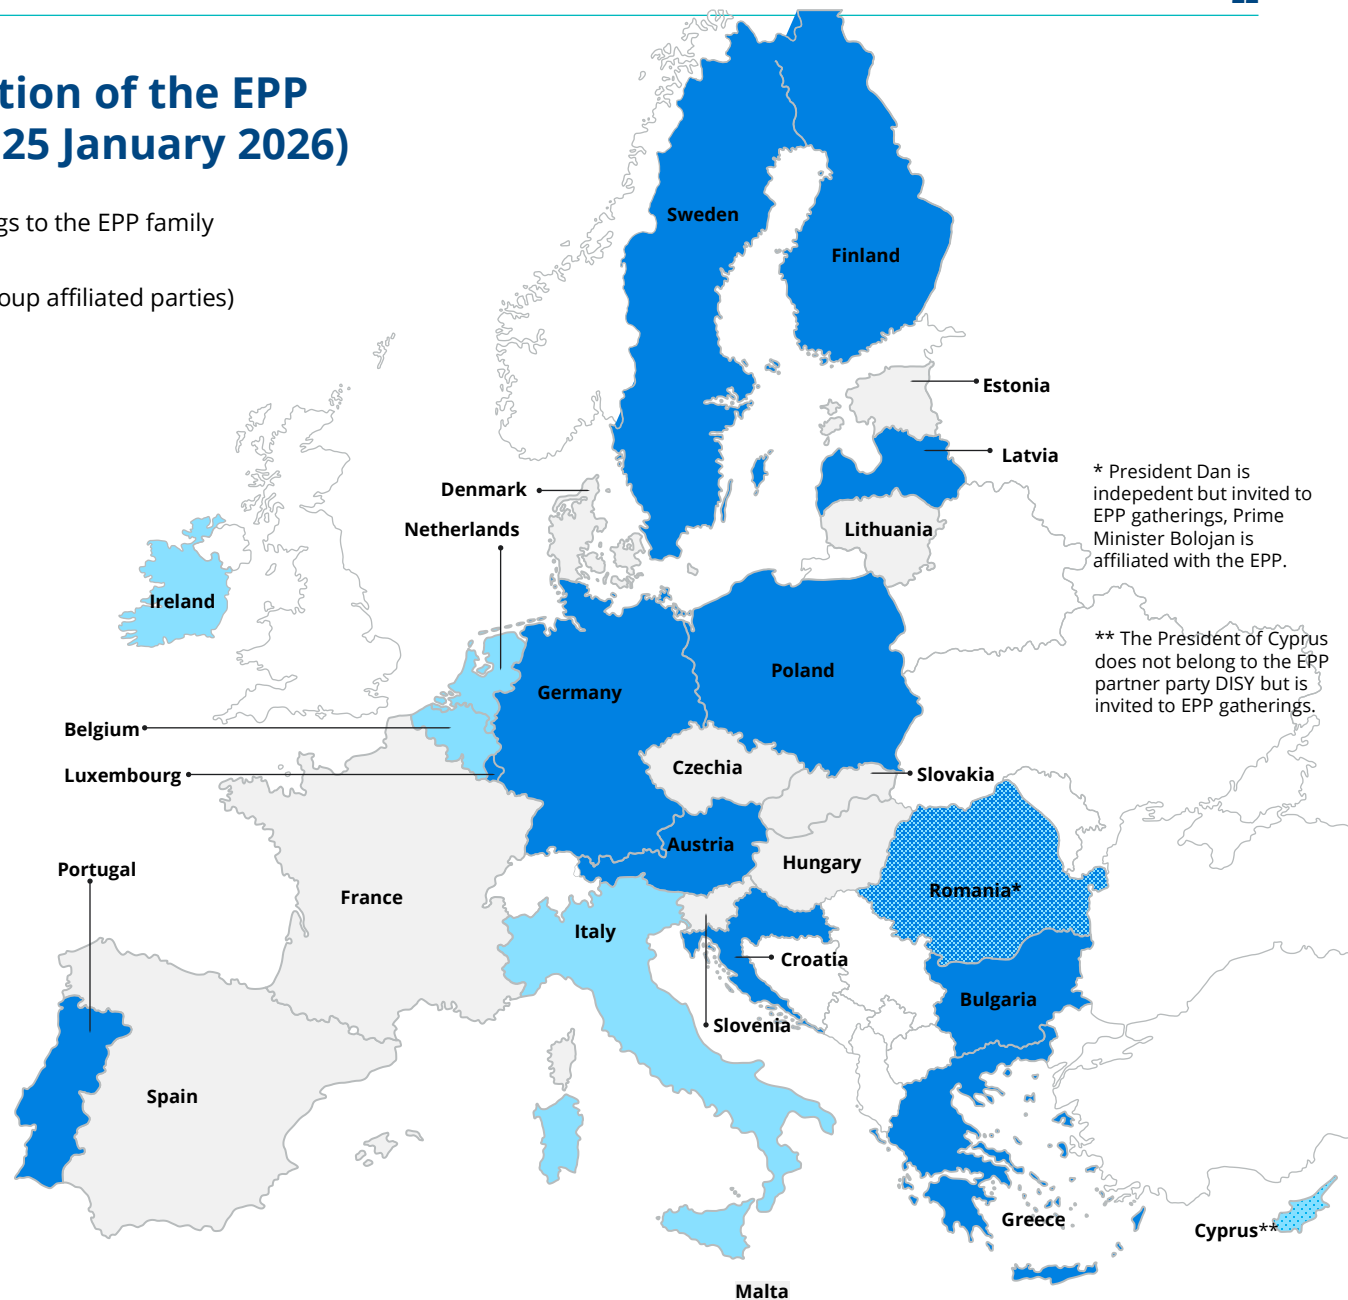 tion of the EPP
25 January 2026)
gs to the EPP family
oup affiliated parties)
Sweden
Finland
Estonia
Latvia
Denmark
Netherlands
Lithuania
* President Dan is
indepedent but invited to
EPP gatherings, Prime
Minister Bolojan is
affiliated with the EPP.
Ireland
** The President of Cyprus
does not belong to the EPP
partner party DISY but is
invited to EPP gatherings.
Poland
Germany
Belgium
Luxembourg
Czechia
Slovakia
Austria
Hungary
Portugal
France
Romania*
Italy
Croatia
Bulgaria
Slovenia
Spain
Greece
Cyprus**
Malta